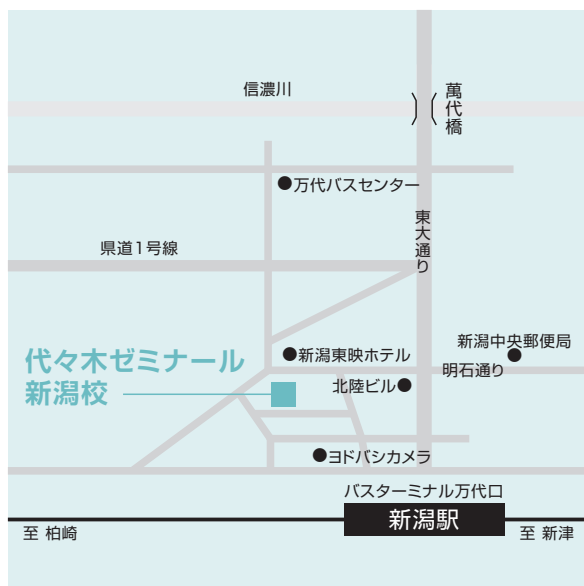 信濃川
萬代橋
万代バスセンター
東大通り
県道1号線
新潟中央郵便局
代々木ゼミナール
新潟校
新潟東映ホテル
明石通り
北陸ビル
ヨドバシカメラ
バスターミナル万代口
新潟駅
至 柏崎
至 新津